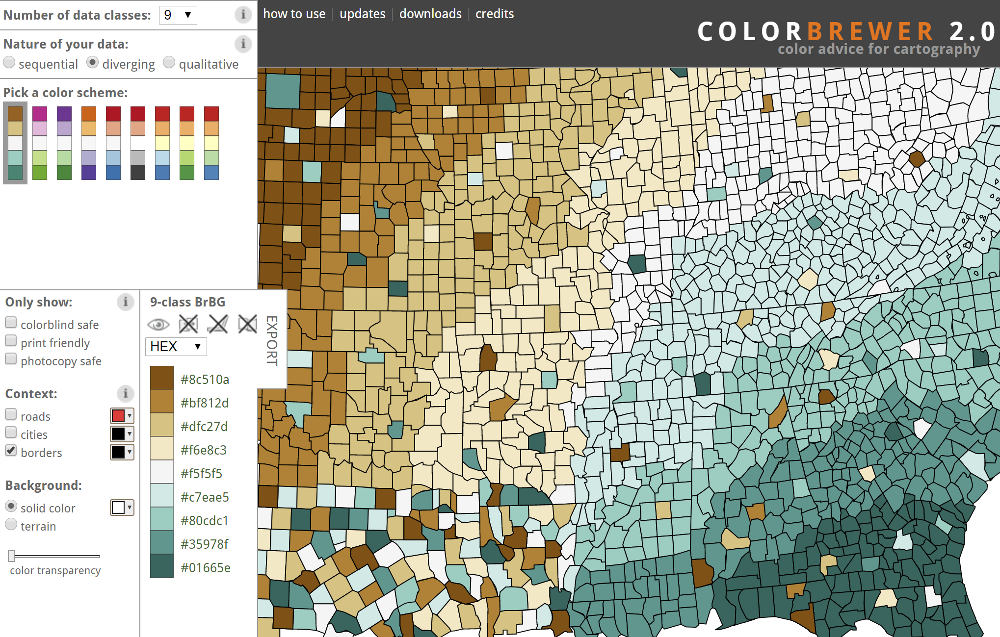 Number of data classes: 9
i
how to use | updates | downloads | credits
COLORBREWER 2.0
color advice for cartography
Nature of your data:
i
sequential diverging qualitative
Pick a color scheme:
Only show:
i
colorblind safe
print friendly
photocopy safe
Context:
i
roads
cities
borders
Background:
solid color
terrain
color transparency
9-class BrBG
EXPORT
HEX
#8c510a
#bf812d
#dfc27d
#f6e8c3
#f5f5f5
#c7eae5
#80cdc1
#35978f
#01665e